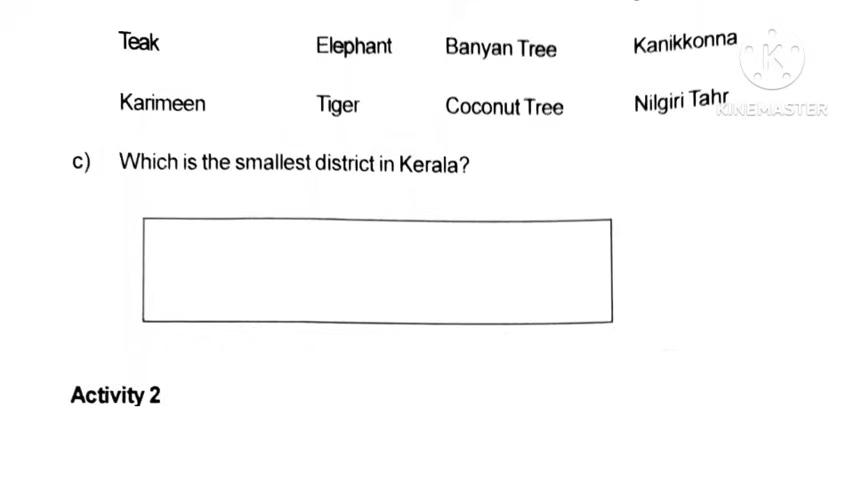 Teak Elephant Banyan Tree Kanikkonna
Karimeen Tiger Coconut Tree Nilgiri Tahr
K
KINEMASTER
c) Which is the smallest district in Kerala?
Activity 2